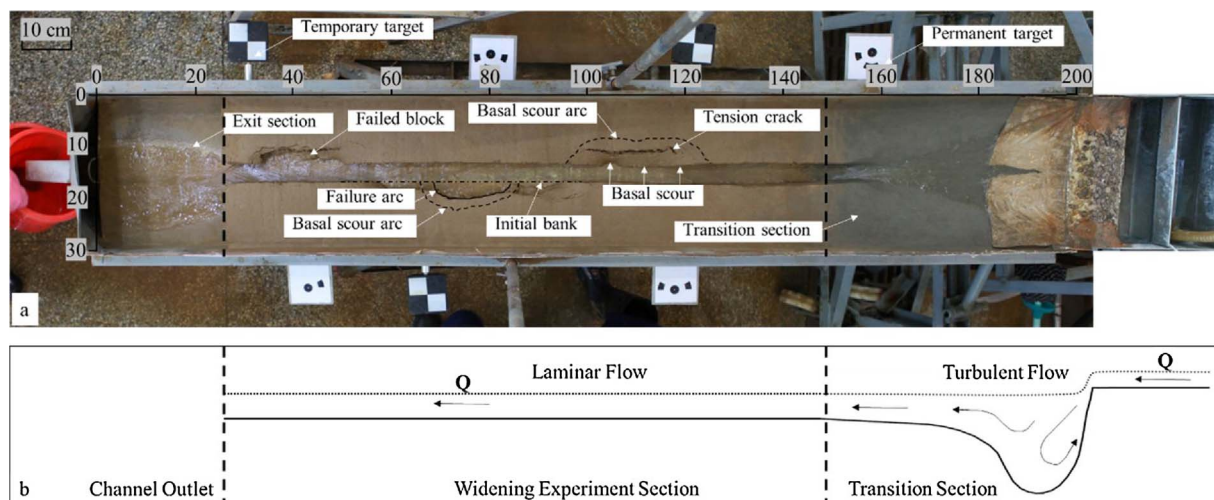 10 cm
Temporary target
Permanent target
0 20 40 60 80 100 120 140 160 180 200
0
10
20
30
Exit section
Failed block
Basal scour arc
Tension crack
Failure arc
Basal scour
Basal scour arc
Initial bank
Transition section
a
Laminar Flow
Turbulent Flow
Q
Q
b
Channel Outlet
Widening Experiment Section
Transition Section